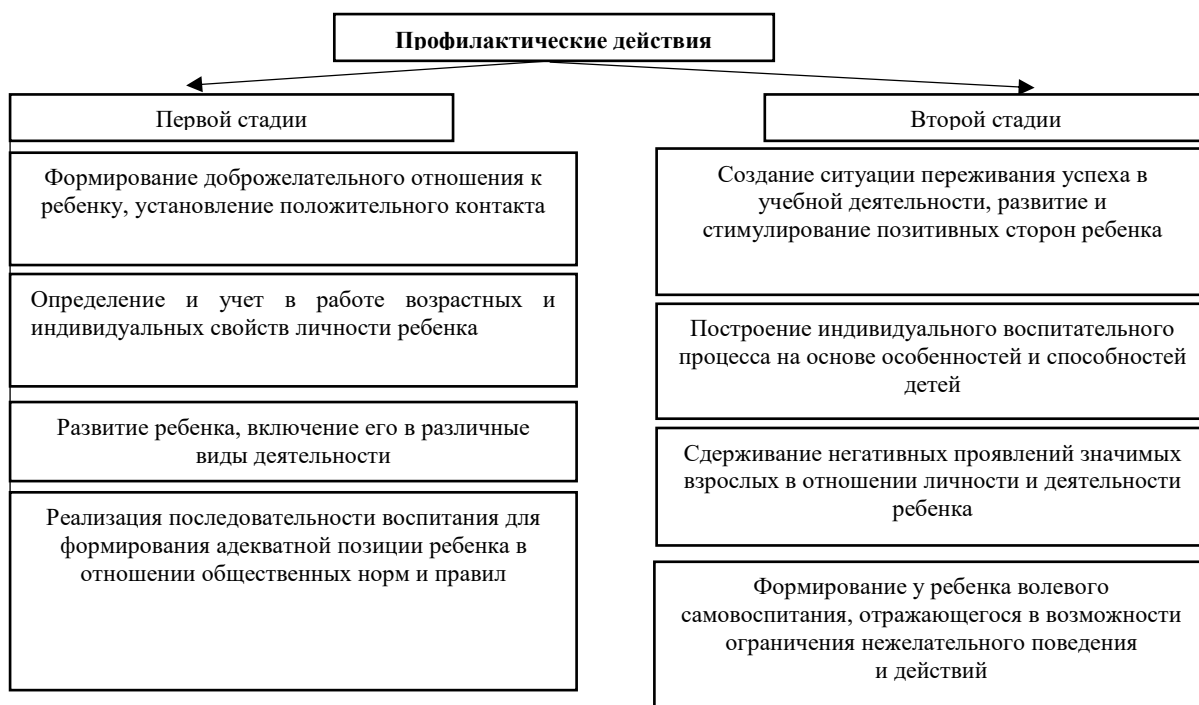 Профилактические действия
Первой стадии
Формирование доброжелательного отношения к
ребенку, установление положительного контакта
Определение и учет в работе возрастных и
индивидуальных свойств личности ребенка
Развитие ребенка, включение его в различные
виды деятельности
Реализация последовательности воспитания для
формирования адекватной позиции ребенка в
отношении общественных норм и правил
Второй стадии
Создание ситуации переживания успеха в
учебной деятельности, развитие и
стимулирование позитивных сторон ребенка
Построение индивидуального воспитательного
процесса на основе особенностей и способностей
детей
Сдерживание негативных проявлений значимых
взрослых в отношении личности и деятельности
ребенка
Формирование у ребенка волевого
самовоспитания, отражающегося в возможности
ограничения нежелательного поведения
и действий